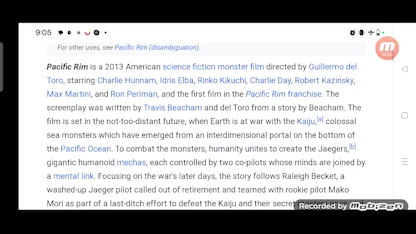 9:05
For other uses, see Pacific Rim (disambiguation).
Pacific Rim is a 2013 American science fiction monster film directed by Guillermo del
Toro, starring Charlie Hunnam, Idris Elba, Rinko Kikuchi, Charlie Day, Robert Kazinsky,
Max Martini, and Ron Perlman, and the first film in the Pacific Rim franchise. The
screenplay was written by Travis Beacham and del Toro from a story by Beacham. The
film is set in the not-too-distant future, when Earth is at war with the Kaiju,[a] colossal
sea monsters which have emerged from an interdimensional portal on the bottom of
the Pacific Ocean. To combat the monsters, humanity unites to create the Jaegers,[b]
gigantic humanoid mechas, each controlled by two co-pilots whose minds are joined by
a mental link. Focusing on the war's later days, the story follows Raleigh Becket, a
washed-up Jaeger pilot called out of retirement and teamed with rookie pilot Mako
Mori as part of a last-ditch effort to defeat the Kaiju and their secret
Recorded by MOBIZEN